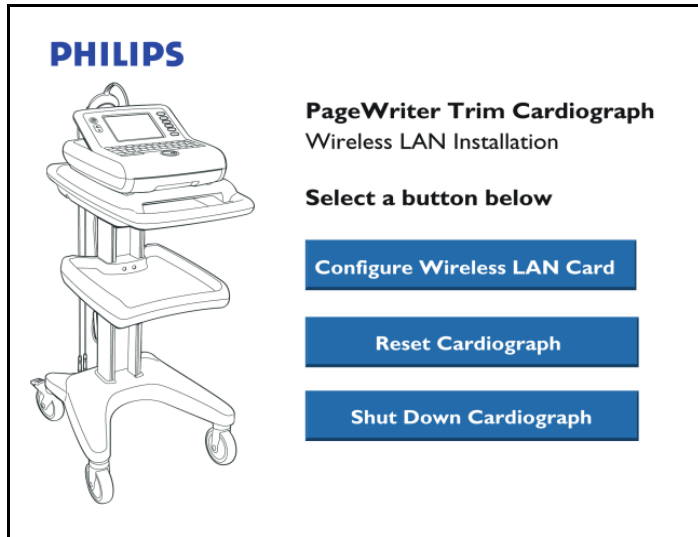 PHILIPS
PageWriter Trim Cardiograph
Wireless LAN Installation
Select a button below
Configure Wireless LAN Card
Reset Cardiograph
Shut Down Cardiograph